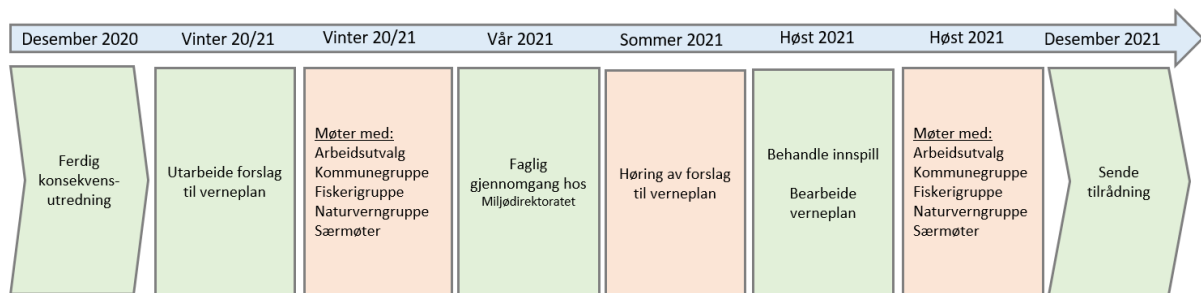 Desember 2020
Vinter 20/21
Vinter 20/21
Vår 2021
Sommer 2021
Høst 2021
Høst 2021
Desember 2021
Ferdig
konsekvens-
utredning
Utarbeide forslag
til verneplan
Møter med:
Arbeidsutvalg
Kommunegruppe
Fiskerigruppe
Naturverngruppe
Særmøter
Faglig
gjennomgang hos
Miljødirektoratet
Høring av forslag
til verneplan
Behandle innspill
Bearbeide
verneplan
Møter med:
Arbeidsutvalg
Kommunegruppe
Fiskerigruppe
Naturverngruppe
Særmøter
Sende
tilrådning